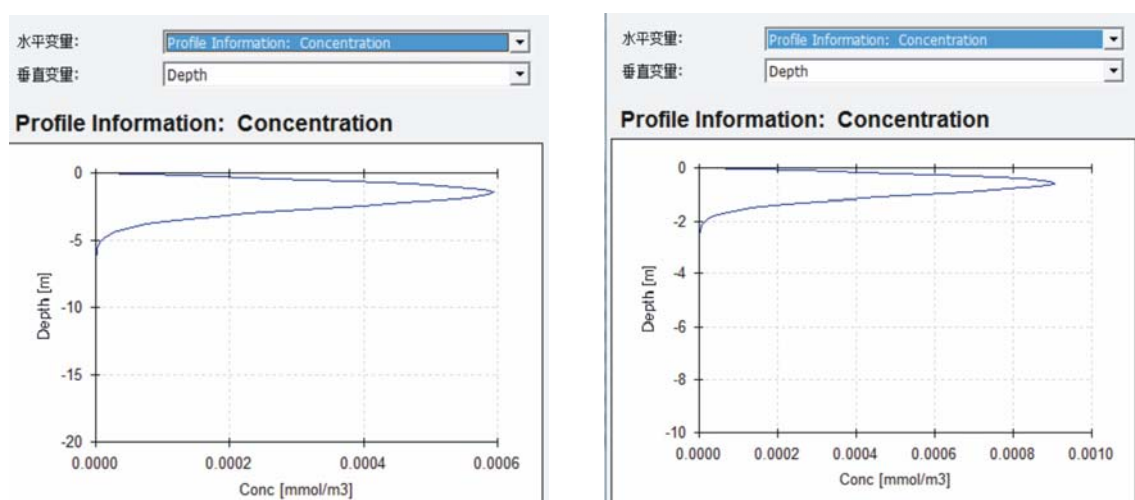 水平变量:
Profile Information: Concentration
垂直变量:
Depth
Profile Information: Concentration
0
-5
-10
-15
-20
Depth [m]
0.0000 0.0002 0.0004 0.0006
Conc [mmol/m3]
水平变量:
Profile Information: Concentration
垂直变量:
Depth
Profile Information: Concentration
0
-2
-4
-6
-8
-10
Depth [m]
0.0000 0.0002 0.0004 0.0006 0.0008 0.0010
Conc [mmol/m3]